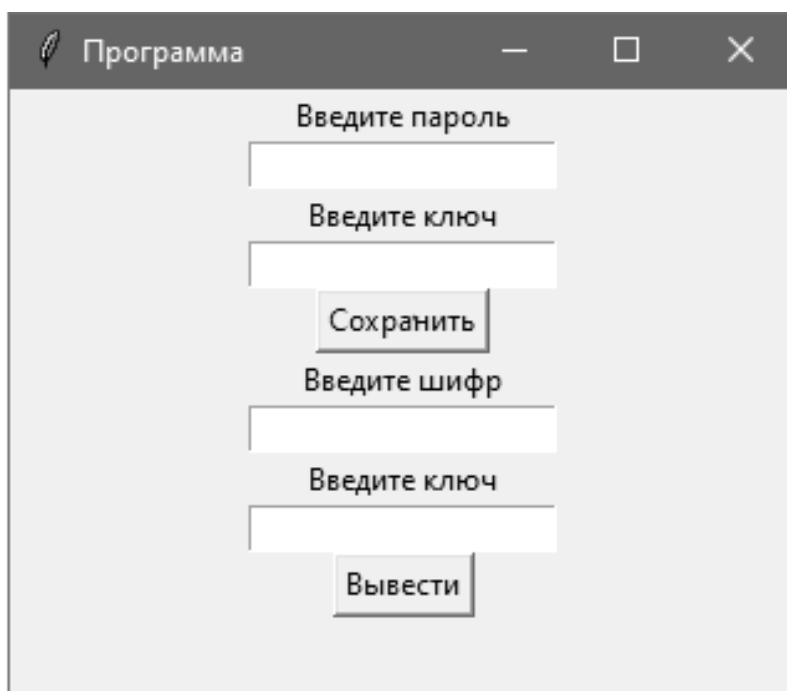 Программа
Введите пароль
Введите ключ
Сохранить
Введите шифр
Введите ключ
Вывести